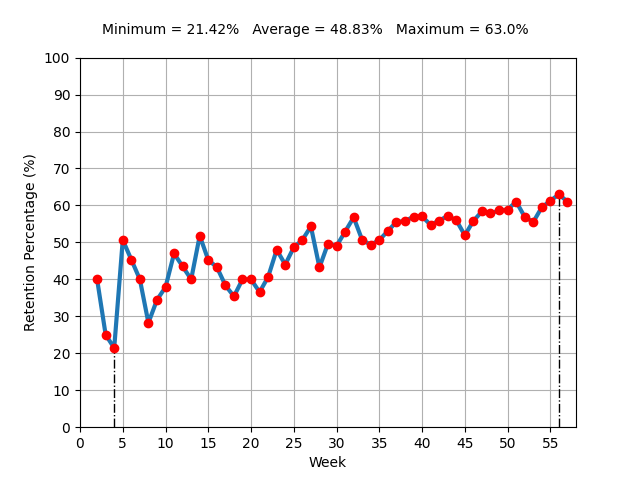 Minimum = 21.42%   Average = 48.83%   Maximum = 63.0%
Retention Percentage (%)
100
90
80
70
60
50
40
30
20
10
0
0 5 10 15 20 25 30 35 40 45 50 55
Week